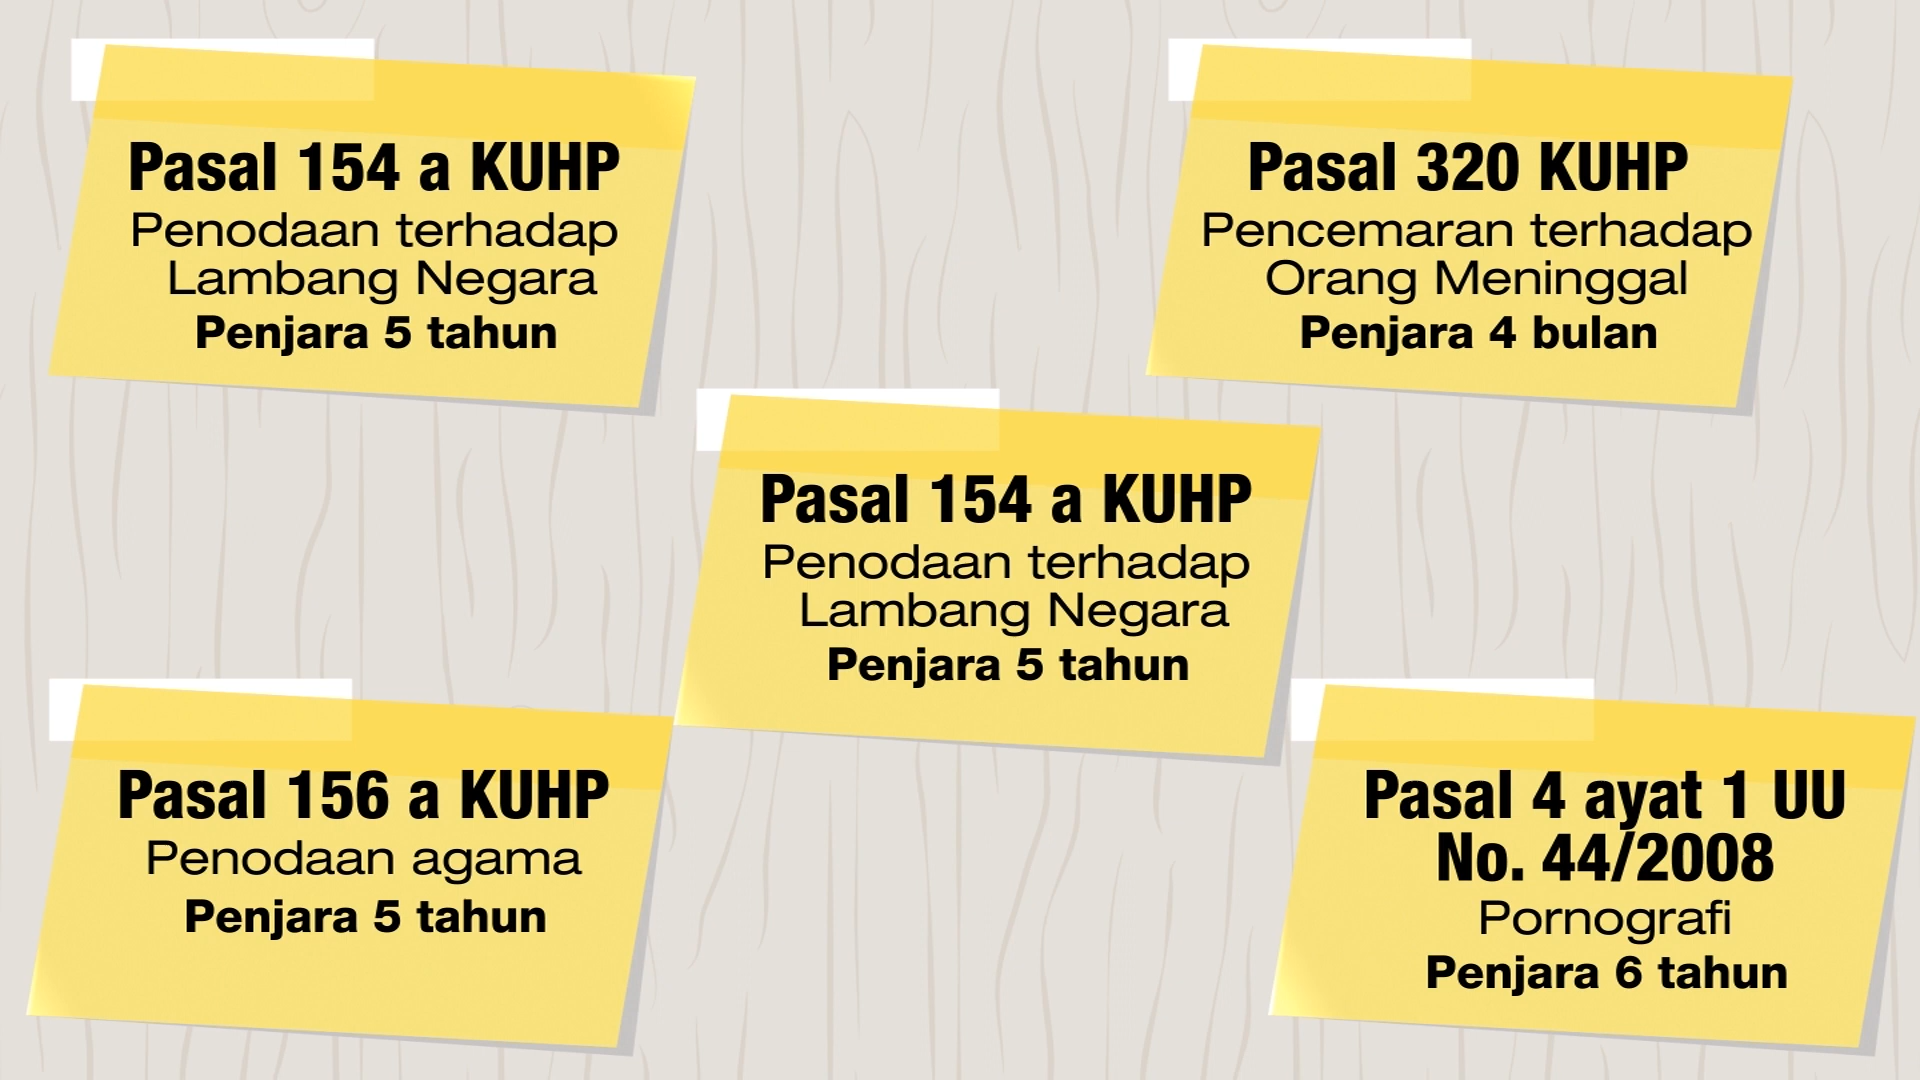 Pasal 154 a KUHP
Penodaan terhadap
Lambang Negara
Penjara 5 tahun
Pasal 320 KUHP
Pencemaran terhadap
Orang Meninggal
Penjara 4 bulan
Pasal 154 a KUHP
Penodaan terhadap
Lambang Negara
Penjara 5 tahun
Pasal 156 a KUHP
Penodaan agama
Penjara 5 tahun
Pasal 4 ayat 1 UU
No. 44/2008
Pornografi
Penjara 6 tahun